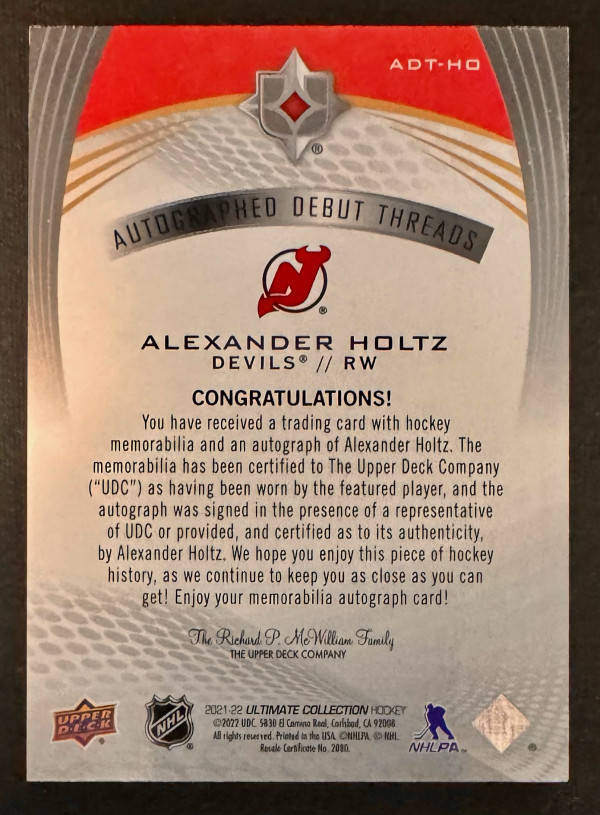 ADT-HO
®
AUTOGRAPHED DEBUT THREADS
®
ALEXANDER HOLTZ
DEVILS® // RW
CONGRATULATIONS!
You have received a trading card with hockey
memorabilia and an autograph of Alexander Holtz. The
memorabilia has been certified to The Upper Deck Company
("UDC") as having been worn by the featured player, and the
autograph was signed in the presence of a representative
of UDC or provided, and certified as to its authenticity,
by Alexander Holtz. We hope you enjoy this piece of hockey
history, as we continue to keep you as close as you can
get! Enjoy your memorabilia autograph card!
The Richard P. McWilliam Family
THE UPPER DECK COMPANY
UPPER DECK
NHL
2021-22 ULTIMATE COLLECTION HOCKEY
©2022 UDC. 5830 El Camino Real, Carlsbad, CA 92008.
All rights reserved. Printed in the USA. ©NHLPA. © NHL.
Resale Certificate No. 2080.
NHLPA™